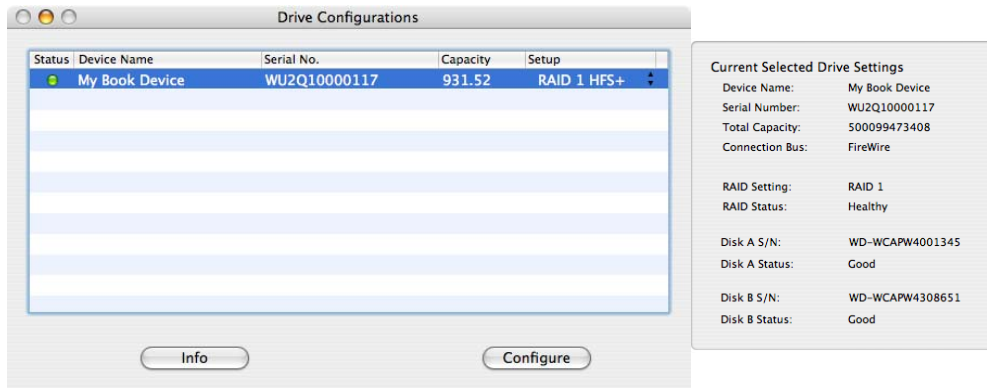 Drive Configurations
Status Device Name Serial No. Capacity Setup
My Book Device WU2Q10000117 931.52 RAID 1 HFS+
Info Configure
Current Selected Drive Settings
Device Name: My Book Device
Serial Number: WU2Q10000117
Total Capacity: 500099473408
Connection Bus: FireWire
RAID Setting: RAID 1
RAID Status: Healthy
Disk A S/N: WD-WCAPW4001345
Disk A Status: Good
Disk B S/N: WD-WCAPW4308651
Disk B Status: Good